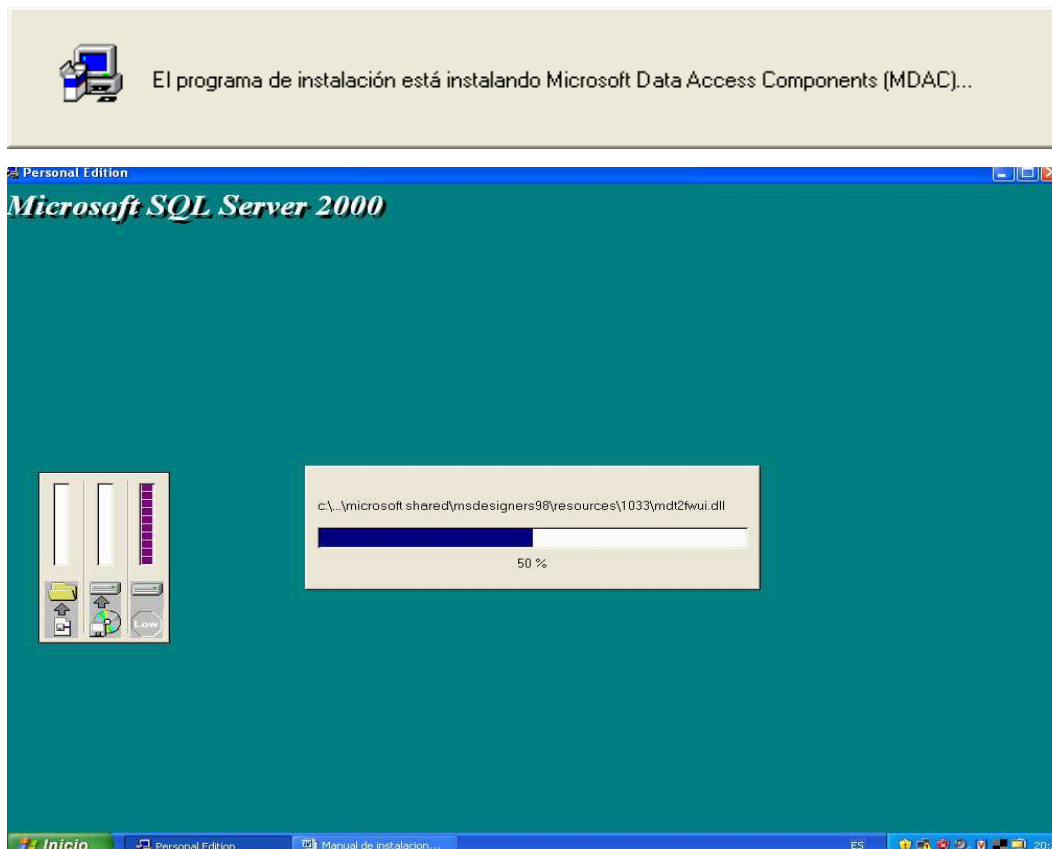 El programa de instalación está instalando Microsoft Data Access Components (MDAC)...
Personal Edition
Microsoft SQL Server 2000
c:\...\microsoft shared\msdesigners98\resources\1033\mdt2fwui.dll
50 %
Low
Inicio
Personal Edition
Manual de instalacion...
ES